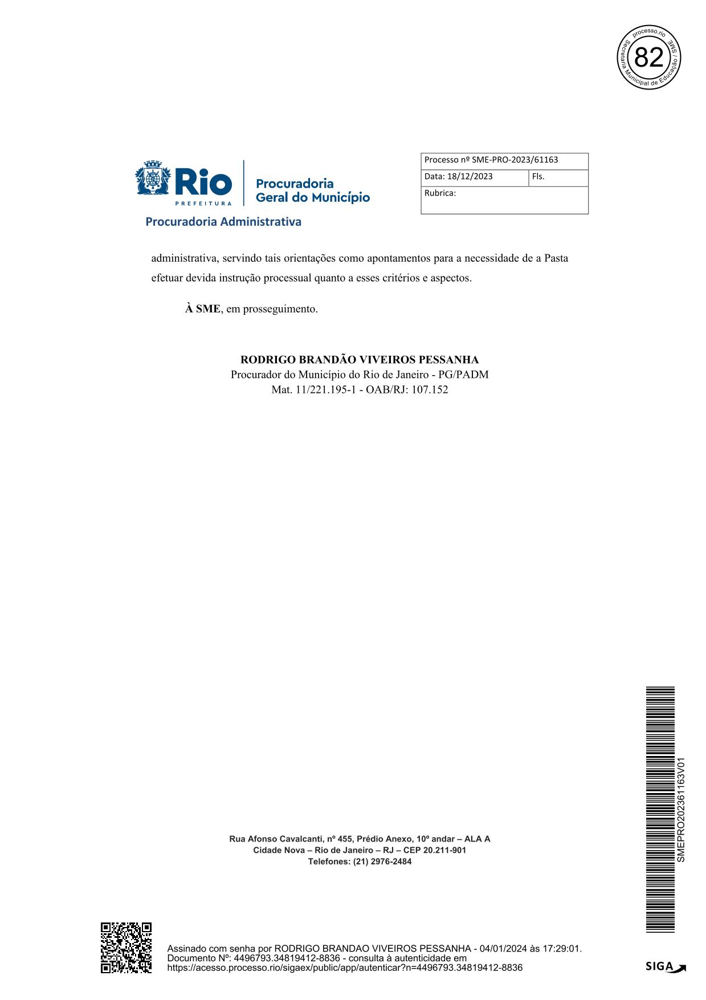 processo.rio
Secretaria Municipal de Educação / SME
82
Rio
PREFEITURA
Procuradoria
Geral do Município
Procuradoria Administrativa
Processo nº SME-PRO-2023/61163
Data: 18/12/2023 Fls.
Rubrica:
administrativa, servindo tais orientações como apontamentos para a necessidade de a Pasta
efetuar devida instrução processual quanto a esses critérios e aspectos.
À SME, em prosseguimento.
RODRIGO BRANDÃO VIVEIROS PESSANHA
Procurador do Município do Rio de Janeiro - PG/PADM
Mat. 11/221.195-1 - OAB/RJ: 107.152
SMEPRO202361163V01
Rua Afonso Cavalcanti, nº 455, Prédio Anexo, 10º andar – ALA A
Cidade Nova – Rio de Janeiro – RJ – CEP 20.211-901
Telefones: (21) 2976-2484
Assinado com senha por RODRIGO BRANDAO VIVEIROS PESSANHA - 04/01/2024 às 17:29:01.
Documento Nº: 4496793.34819412-8836 - consulta à autenticidade em
https://acesso.processo.rio/sigaex/public/app/autenticar?n=4496793.34819412-8836
SIGA